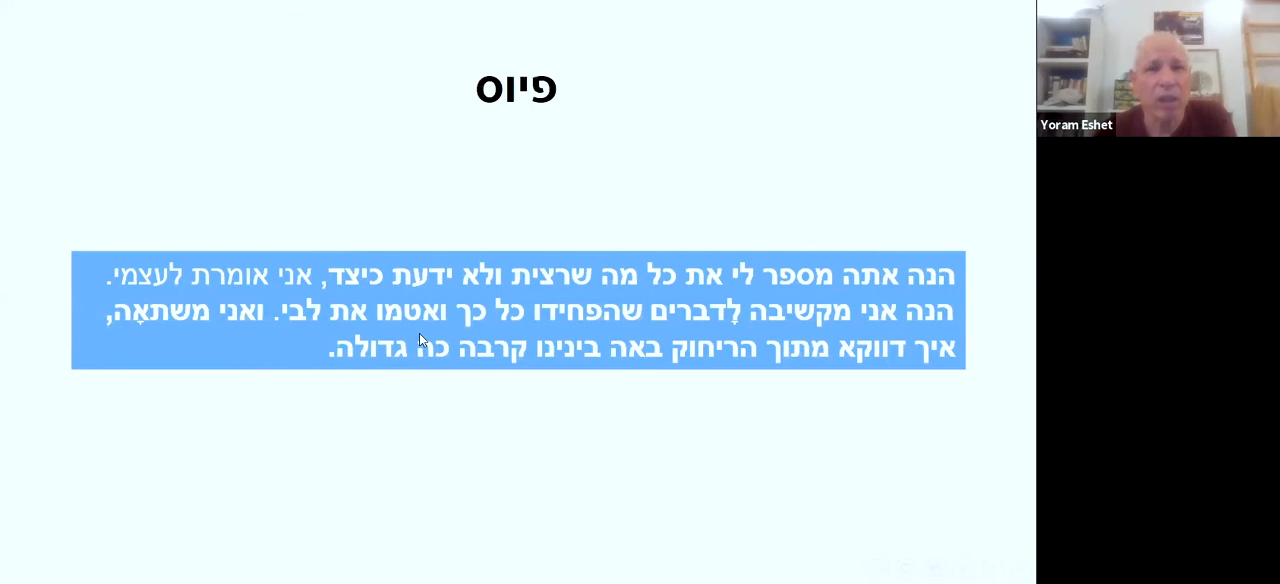 פיוס
הנה אתה מספר לי את כל מה שרצית ולא ידעת כיצד, אני אומרת לעצמי.
הנה אני מקשיבה לָדברים שהפחידו כל כך ואטמו את לבי. ואני משתאָה,
איך דווקא מתוך הריחוק באה בינינו קרבה כה גדולה.
Yoram Eshet